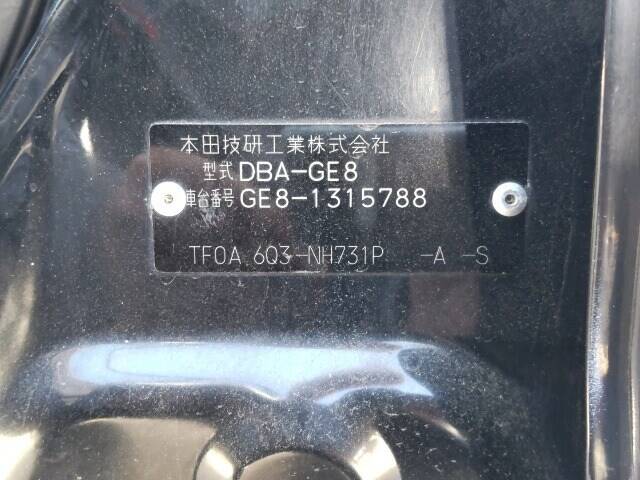 本田技研工業株式会社
型式 DBA-GE8
車台番号 GE8-1315788
TF0A 6Q3-NH731P -A -S